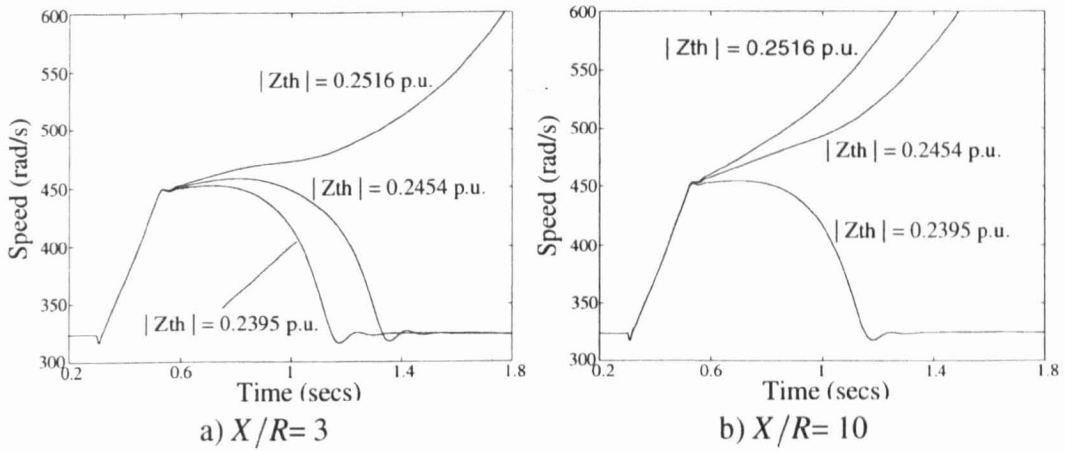 600
550
500
450
400
350
300
Speed (rad/s)
|Zth| = 0.2516 p.u.
|Zth| = 0.2454 p.u.
|Zth| = 0.2395 p.u.
0.2 0.6 1 1.4 1.8
Time (secs)
a) X/R= 3
600
550
500
450
400
350
300
Speed (rad/s)
|Zth| = 0.2516 p.u.
|Zth| = 0.2454 p.u.
|Zth| = 0.2395 p.u.
0.2 0.6 1 1.4 1.8
Time (secs)
b) X/R= 10